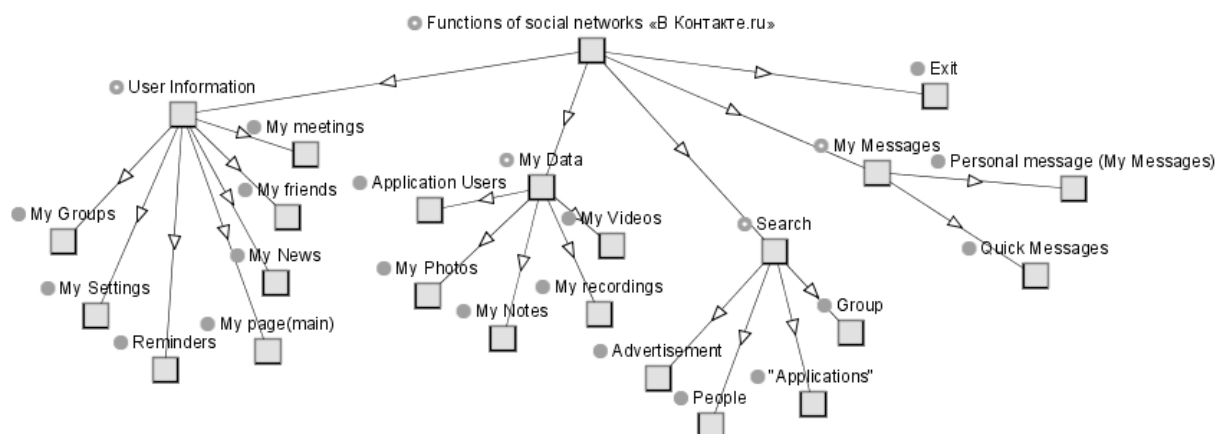 Functions of social networks «В Контакте.ru»
User Information
Exit
My meetings
My Messages
Personal message (My Messages)
My Data
Application Users
My friends
My Groups
My Videos
Search
My News
Quick Messages
My Photos
My Settings
My recordings
Group
My Notes
My page(main)
Reminders
Advertisement
"Applications"
People